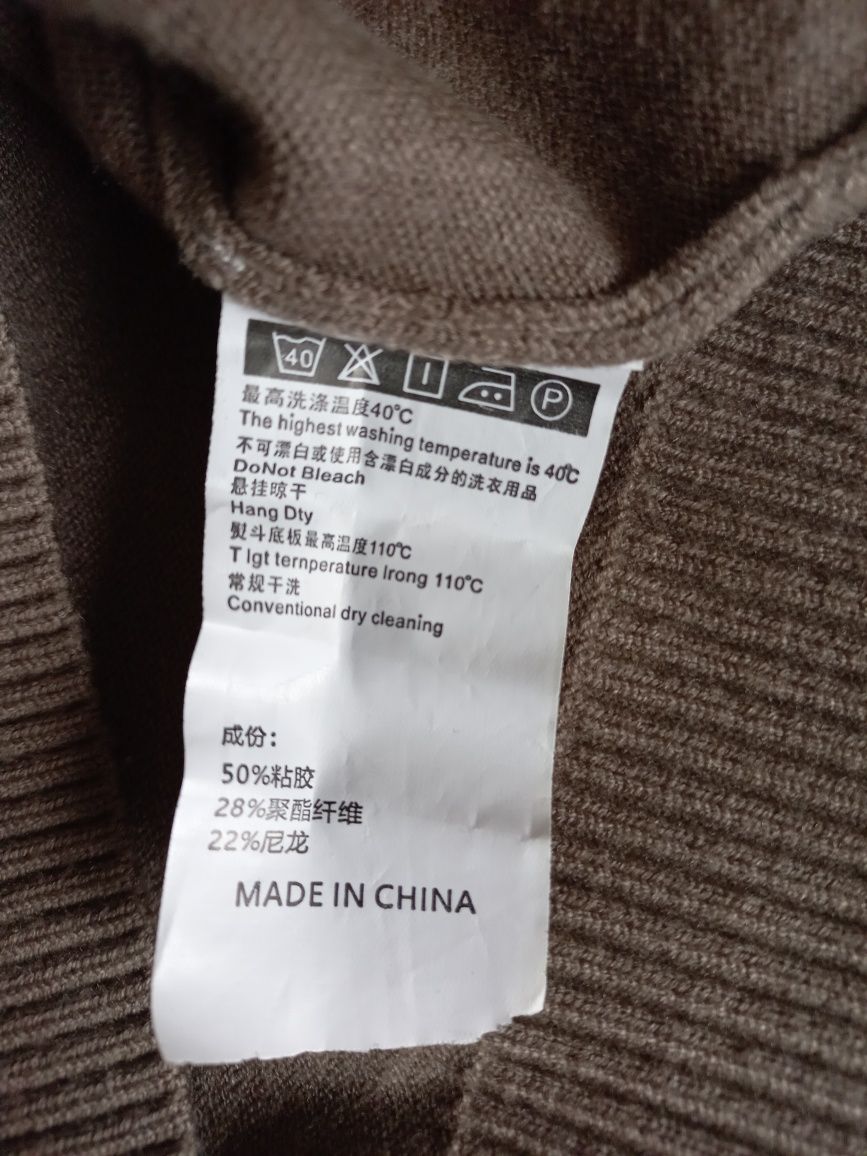 40 P
最高洗涤温度40℃
The highest washing temperature is 40℃
不可漂白或使用含漂白成分的洗衣用品
DoNot Bleach
悬挂晾干
Hang Dty
熨斗底板最高温度110℃
T lgt ternperature lrong 110℃
常规干洗
Conventional dry cleaning
成份：
50%粘胶
28%聚酯纤维
22%尼龙
MADE IN CHINA